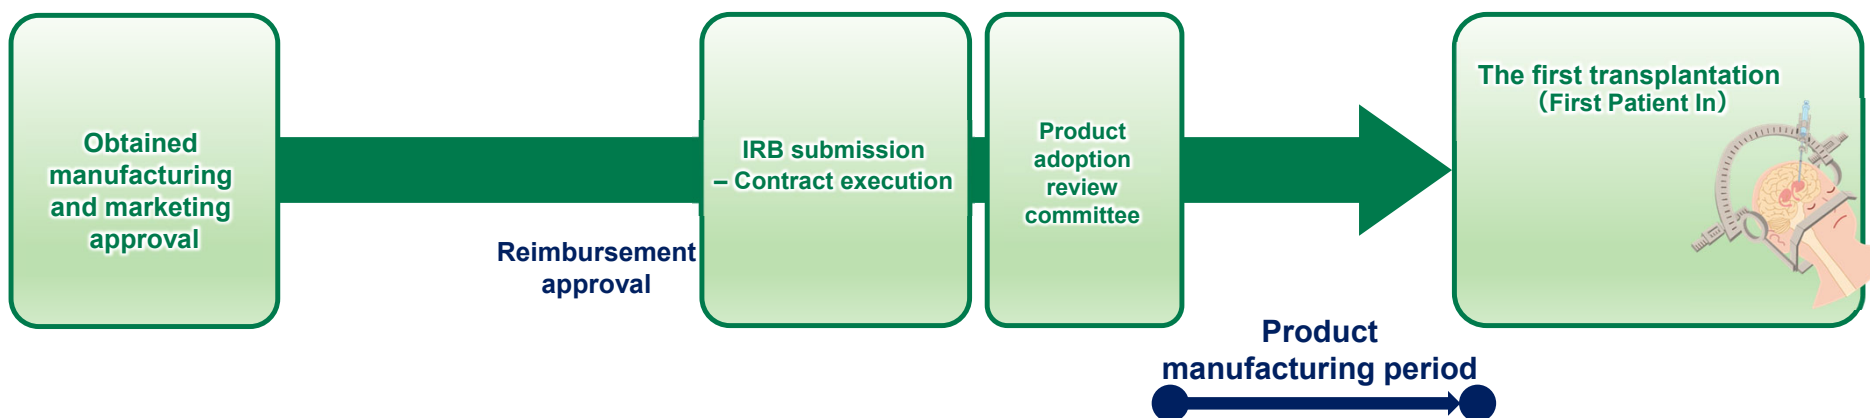 Obtained
manufacturing
and marketing
approval
Reimbursement
approval
IRB submission
– Contract execution
Product
adoption
review
committee
Product
manufacturing period
The first transplantation
（First Patient In）